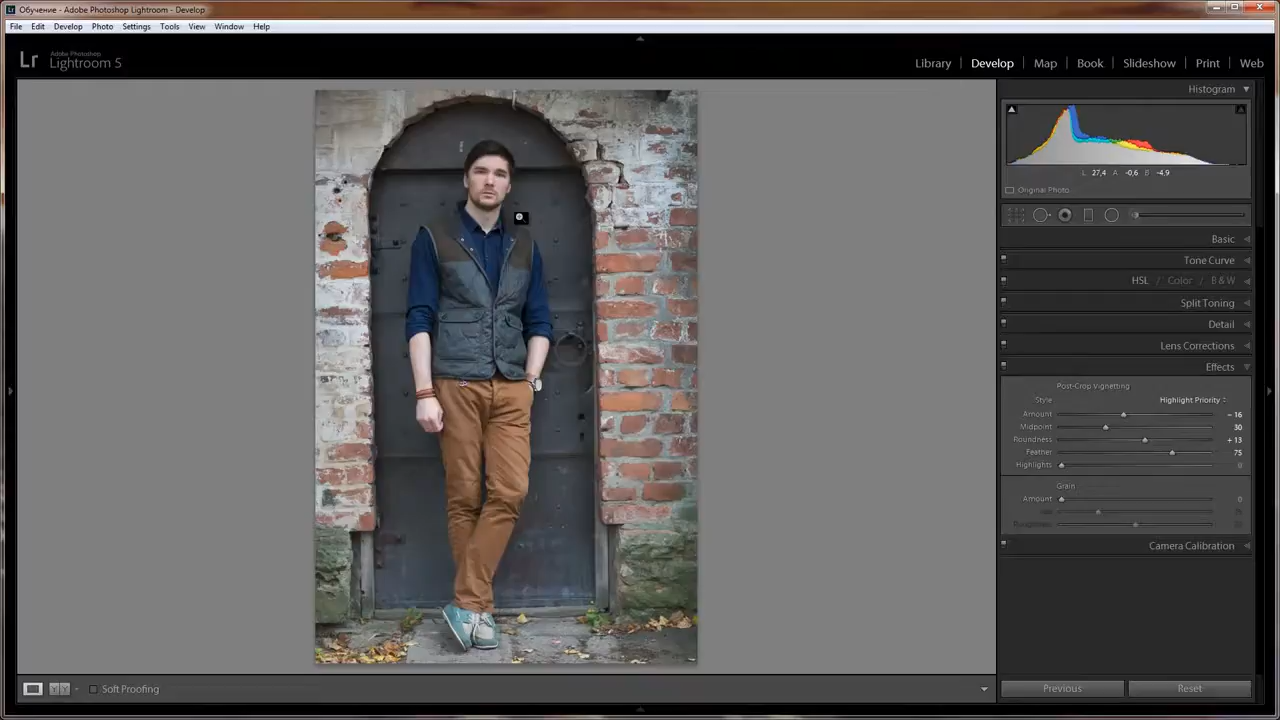 Обучение - Adobe Photoshop Lightroom - Develop
File Edit Develop Photo Settings Tools View Window Help
Lr Adobe Photoshop
Lightroom 5
Library | Develop | Map | Book | Slideshow | Print | Web
Histogram
L 27,4 A -0,6 B -4,9
Original Photo
Basic
Tone Curve
HSL / Color / B & W
Split Toning
Detail
Lens Corrections
Effects
Post-Crop Vignetting
Style Highlight Priority
Amount - 16
Midpoint 30
Roundness + 13
Feather 75
Highlights 0
Grain
Amount 0
Camera Calibration
Soft Proofing
Previous Reset